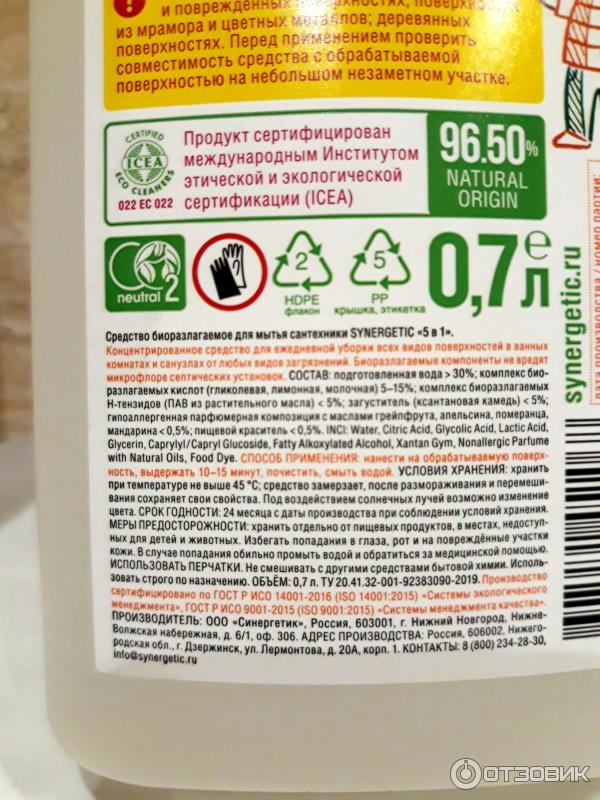 и поврежденных поверхностях; поверхностях
из мрамора и цветных металлов; деревянных
поверхностях. Перед применением проверить
совместимость средства с обрабатываемой
поверхностью на небольшом незаметном участке.
CERTIFIED
ICEA
ECO CLEANERS
022 EC 022
Продукт сертифицирован
международным Институтом
этической и экологической
сертификации (ICEA)
96.50%
NATURAL
ORIGIN
neutral 2
2
HDPE
флакон
5
PP
крышка, этикетка
0,7л
℮
synergetic.ru
дата производства / номер партии:
Средство биоразлагаемое для мытья сантехники SYNERGETIC «5 в 1».
Концентрированное средство для ежедневной уборки всех видов поверхностей в ванных
комнатах и санузлах от любых видов загрязнений. Биоразлагаемые компоненты не вредят
микрофлоре септических установок. СОСТАВ: подготовленная вода > 30%; комплекс био-
разлагаемых кислот (гликолевая, лимонная, молочная) 5–15%; комплекс биоразлагаемых
Н-тензидов (ПАВ из растительного масла) < 5%; загуститель (ксантановая камедь) < 5%;
гипоаллергенная парфюмерная композиция с маслами грейпфрута, апельсина, померанца,
мандарина < 0,5%; пищевой краситель < 0,5%. INCI: Water, Citric Acid, Glycolic Acid, Lactic Acid,
Glycerin, Caprylyl/Capryl Glucoside, Fatty Alkoxylated Alcohol, Xantan Gym, Nonallergic Parfume
with Natural Oils, Food Dye. СПОСОБ ПРИМЕНЕНИЯ: нанести на обрабатываемую поверх-
ность, выдержать 10–15 минут, почистить, смыть водой. УСЛОВИЯ ХРАНЕНИЯ: хранить
при температуре не выше 45 °C; средство замерзает, после размораживания и перемеши-
вания сохраняет свои свойства. Под воздействием солнечных лучей возможно изменение
цвета. СРОК ГОДНОСТИ: 24 месяца с даты производства при соблюдении условий хранения.
МЕРЫ ПРЕДОСТОРОЖНОСТИ: хранить отдельно от пищевых продуктов, в местах, недоступ-
ных для детей и животных. Избегать попадания в глаза, рот и на повреждённые участки
кожи. В случае попадания обильно промыть водой и обратиться за медицинской помощью.
ИСПОЛЬЗОВАТЬ ПЕРЧАТКИ. Не смешивать с другими средствами бытовой химии. Исполь-
зовать строго по назначению. ОБЪЁМ: 0,7 л. ТУ 20.41.32-001-92383090-2019. Производство
сертифицировано по ГОСТ Р ИСО 14001-2016 (ISO 14001:2015) «Системы экологического
менеджмента», ГОСТ Р ИСО 9001-2015 (ISO 9001:2015) «Системы менеджмента качества».
ПРОИЗВОДИТЕЛЬ: ООО «Синергетик», Россия, 603001, г. Нижний Новгород, Нижне-
Волжская набережная, д. 6/1, оф. 306. АДРЕС ПРОИЗВОДСТВА: Россия, 606002, Нижего-
родская обл., г. Дзержинск, ул. Лермонтова, д. 20А, корп. 1. КОНТАКТЫ: 8 (800) 234-28-30,
info@synergetic.ru
ОТЗОВИК